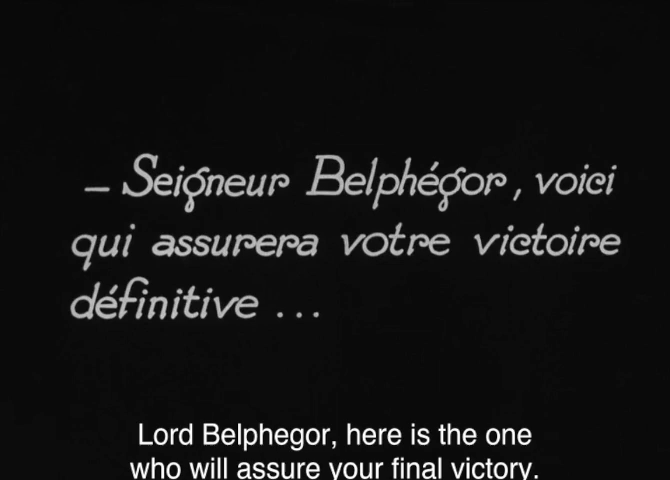 – Seigneur Belphégor, voici
qui assurera votre victoire
définitive ...
Lord Belphegor, here is the one
who will assure your final victory.